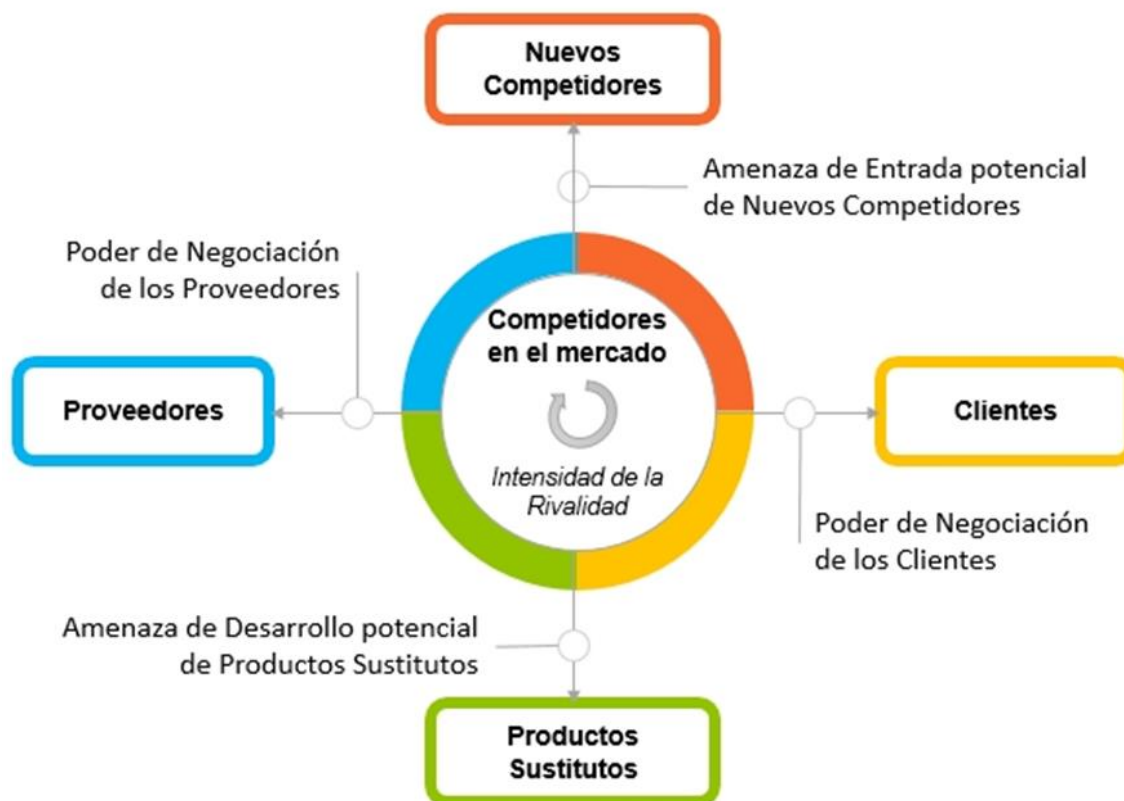 Nuevos
Competidores
Amenaza de Entrada potencial
de Nuevos Competidores
Poder de Negociación
de los Proveedores
Competidores
en el mercado
Proveedores
Clientes
Intensidad de la
Rivalidad
Poder de Negociación
de los Clientes
Amenaza de Desarrollo potencial
de Productos Sustitutos
Productos
Sustitutos